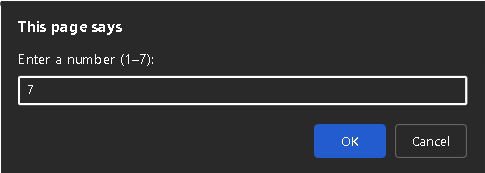 This page says
Enter a number (1–7):
7
OK
Cancel